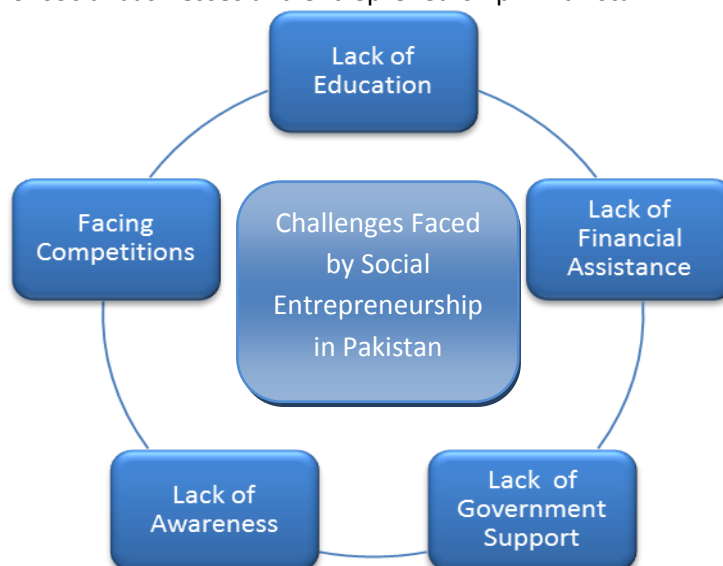 Lack of
Education
Facing
Competitions
Challenges Faced
by Social
Entrepreneurship
in Pakistan
Lack of
Financial
Assistance
Lack of
Awareness
Lack of
Government
Support